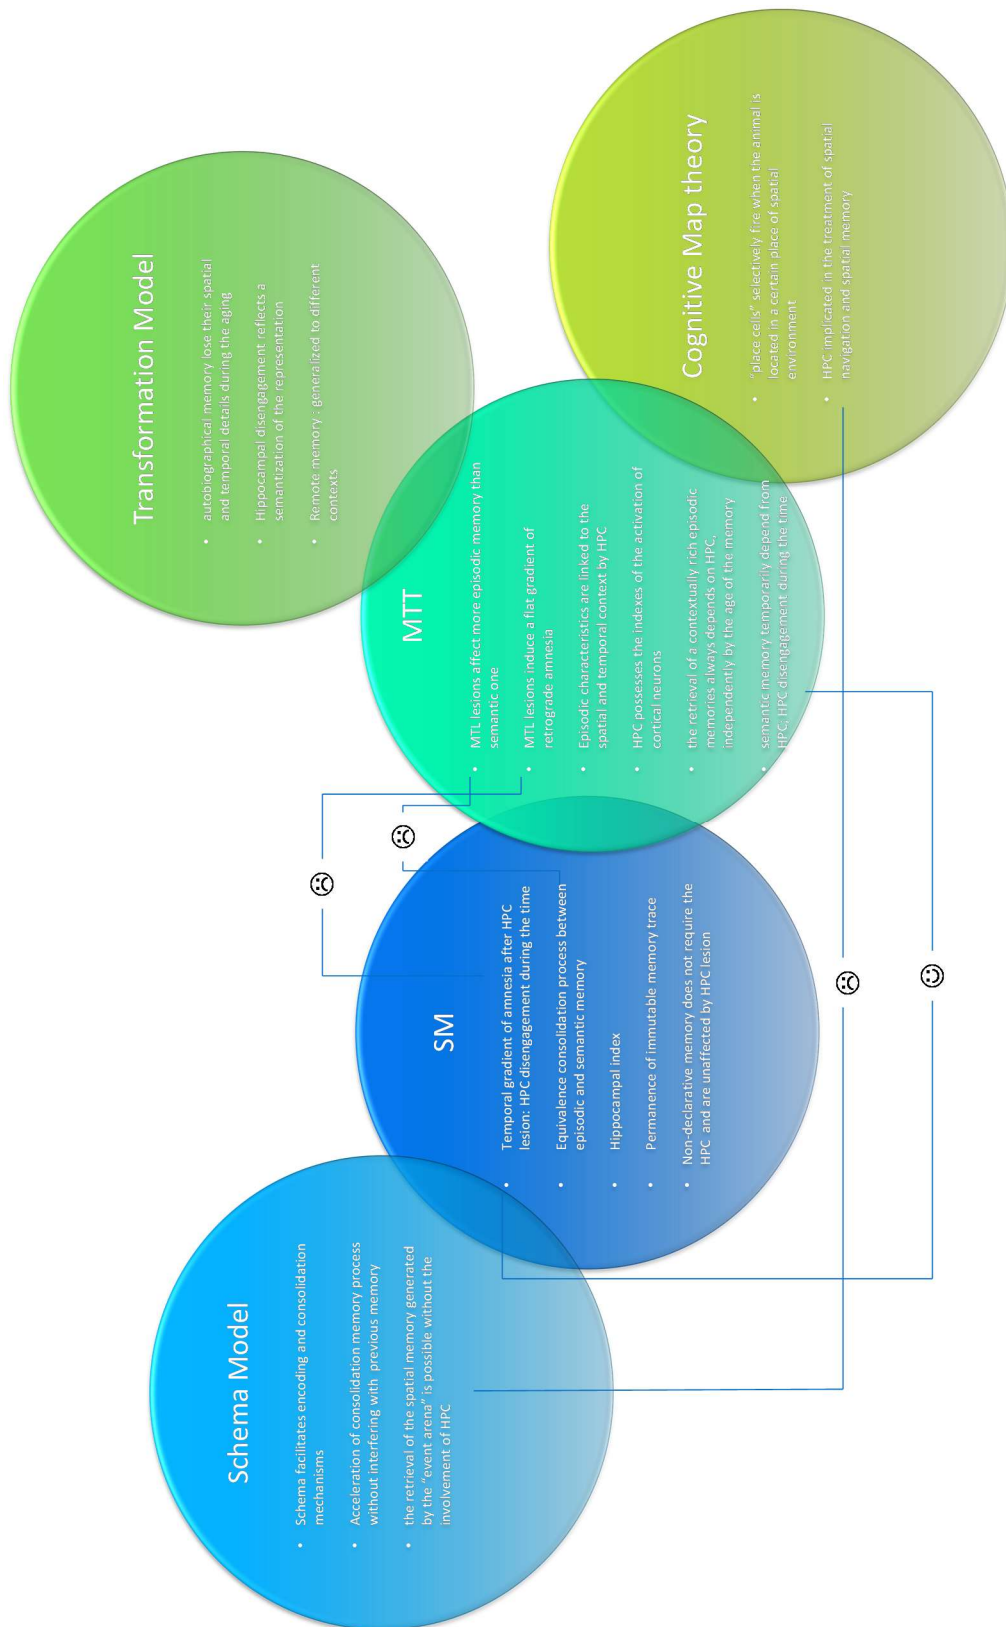 Schema Model
• Schema facilitates encoding and consolidation
mechanisms
• Acceleration of consolidation memory process
without interfering with previous memory
• the retrieval of the spatial memory generated
by the “event arena” is possible without the
involvement of HPC
SM
• Temporal gradient of amnesia after HPC
lesion: HPC disengagement during the time
• Equivalence consolidation process between
episodic and semantic memory
• Hippocampal index
• Permanence of immutable memory trace
• Non-declarative memory does not require the
HPC and are unaffected by HPC lesion
MTT
• MTL lesions affect more episodic memory than
semantic one
• MTL lesions induce a flat gradient of
retrograde amnesia
• Episodic characteristics are linked to the
spatial and temporal context by HPC
• HPC possesses the indexes of the activation of
cortical neurons
• the retrieval of a contextually rich episodic
memories always depends on HPC,
independently by the age of the memory
• semantic memory temporarily depend from
HPC; HPC disengagement during the time
Transformation Model
• autobiographical memory lose their spatial
and temporal details during the aging
• Hippocampal disengagement reflects a
semantization of the representation
• Remote memory : generalized to different
contexts
Cognitive Map theory
• “place cells” selectively fire when the animal is
located in a certain place of spatial
environment
• HPC implicated in the treatment of spatial
navigation and spatial memory